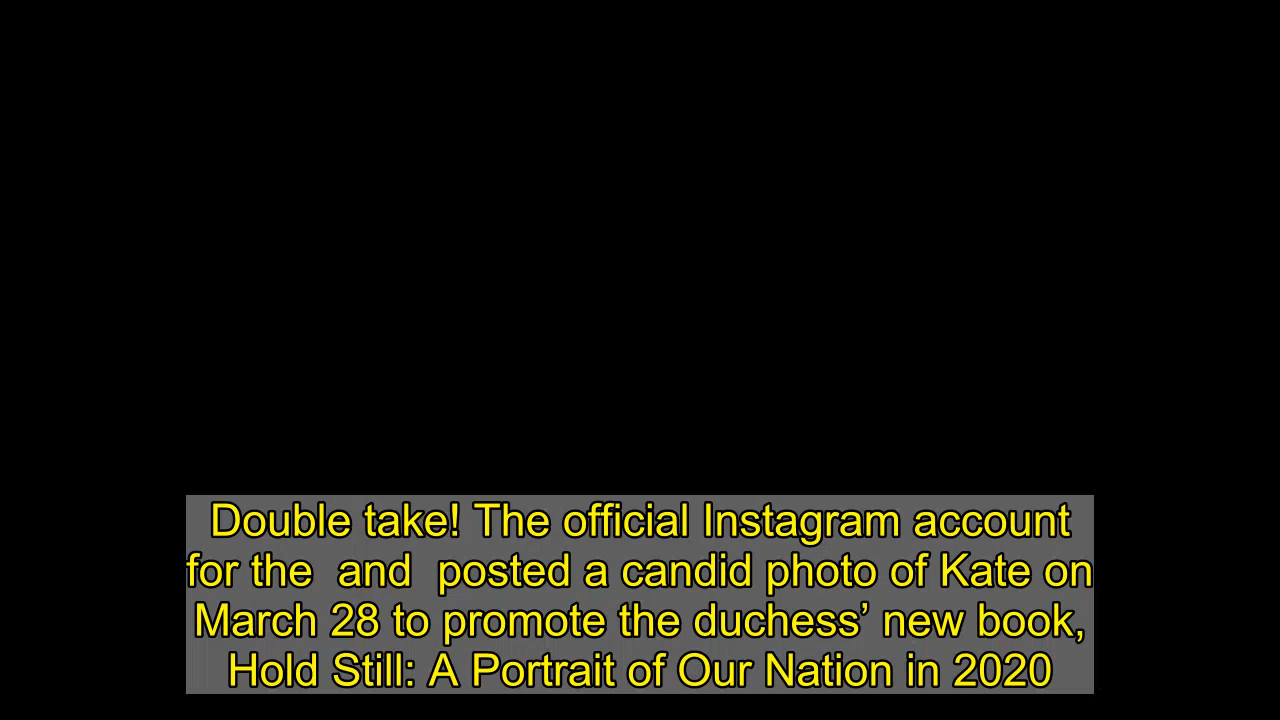 Double take! The official Instagram account
for the  and  posted a candid photo of Kate on
March 28 to promote the duchess’ new book,
Hold Still: A Portrait of Our Nation in 2020